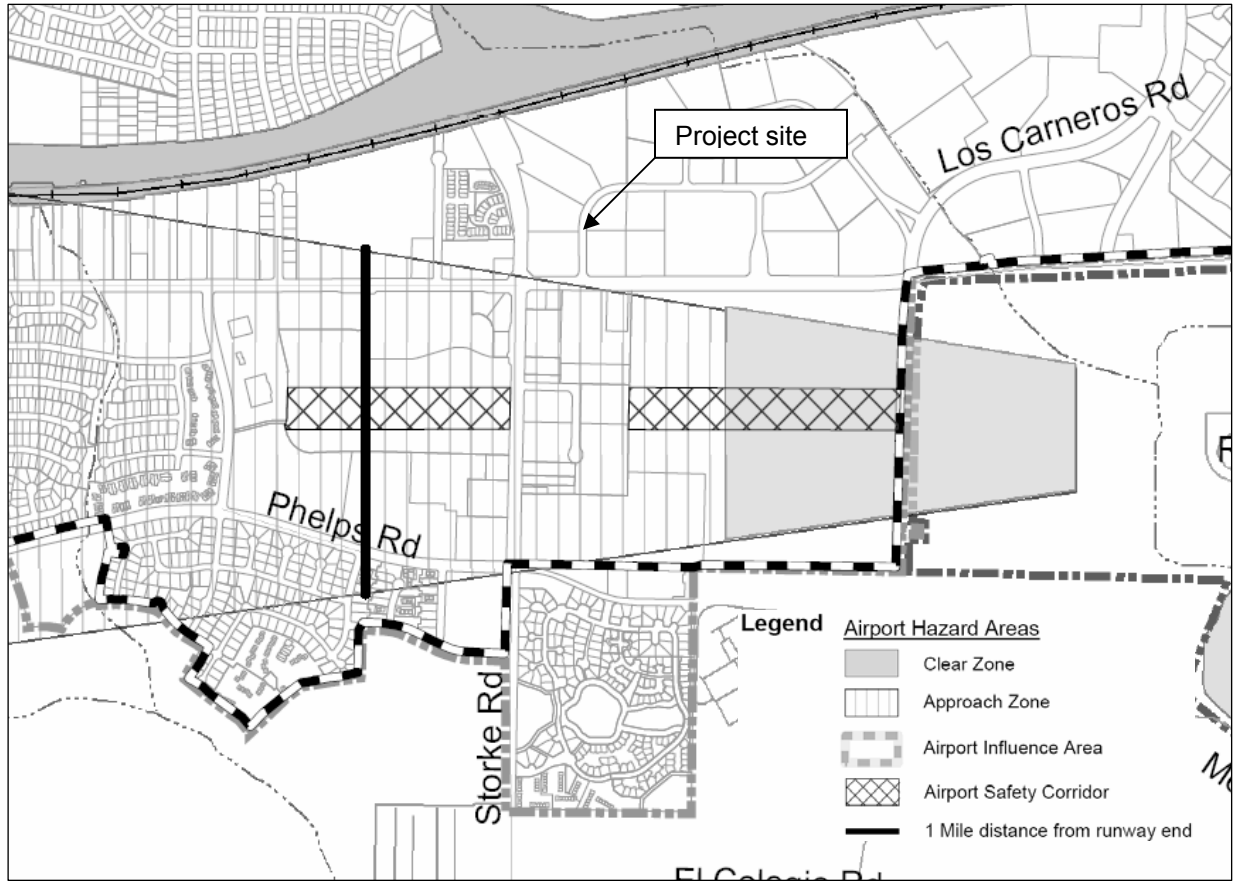 Los Carneros Rd
Project site
R
Phelps Rd
Storke Rd
Legend
Airport Hazard Areas
Clear Zone
Approach Zone
Airport Influence Area
Airport Safety Corridor
1 Mile distance from runway end